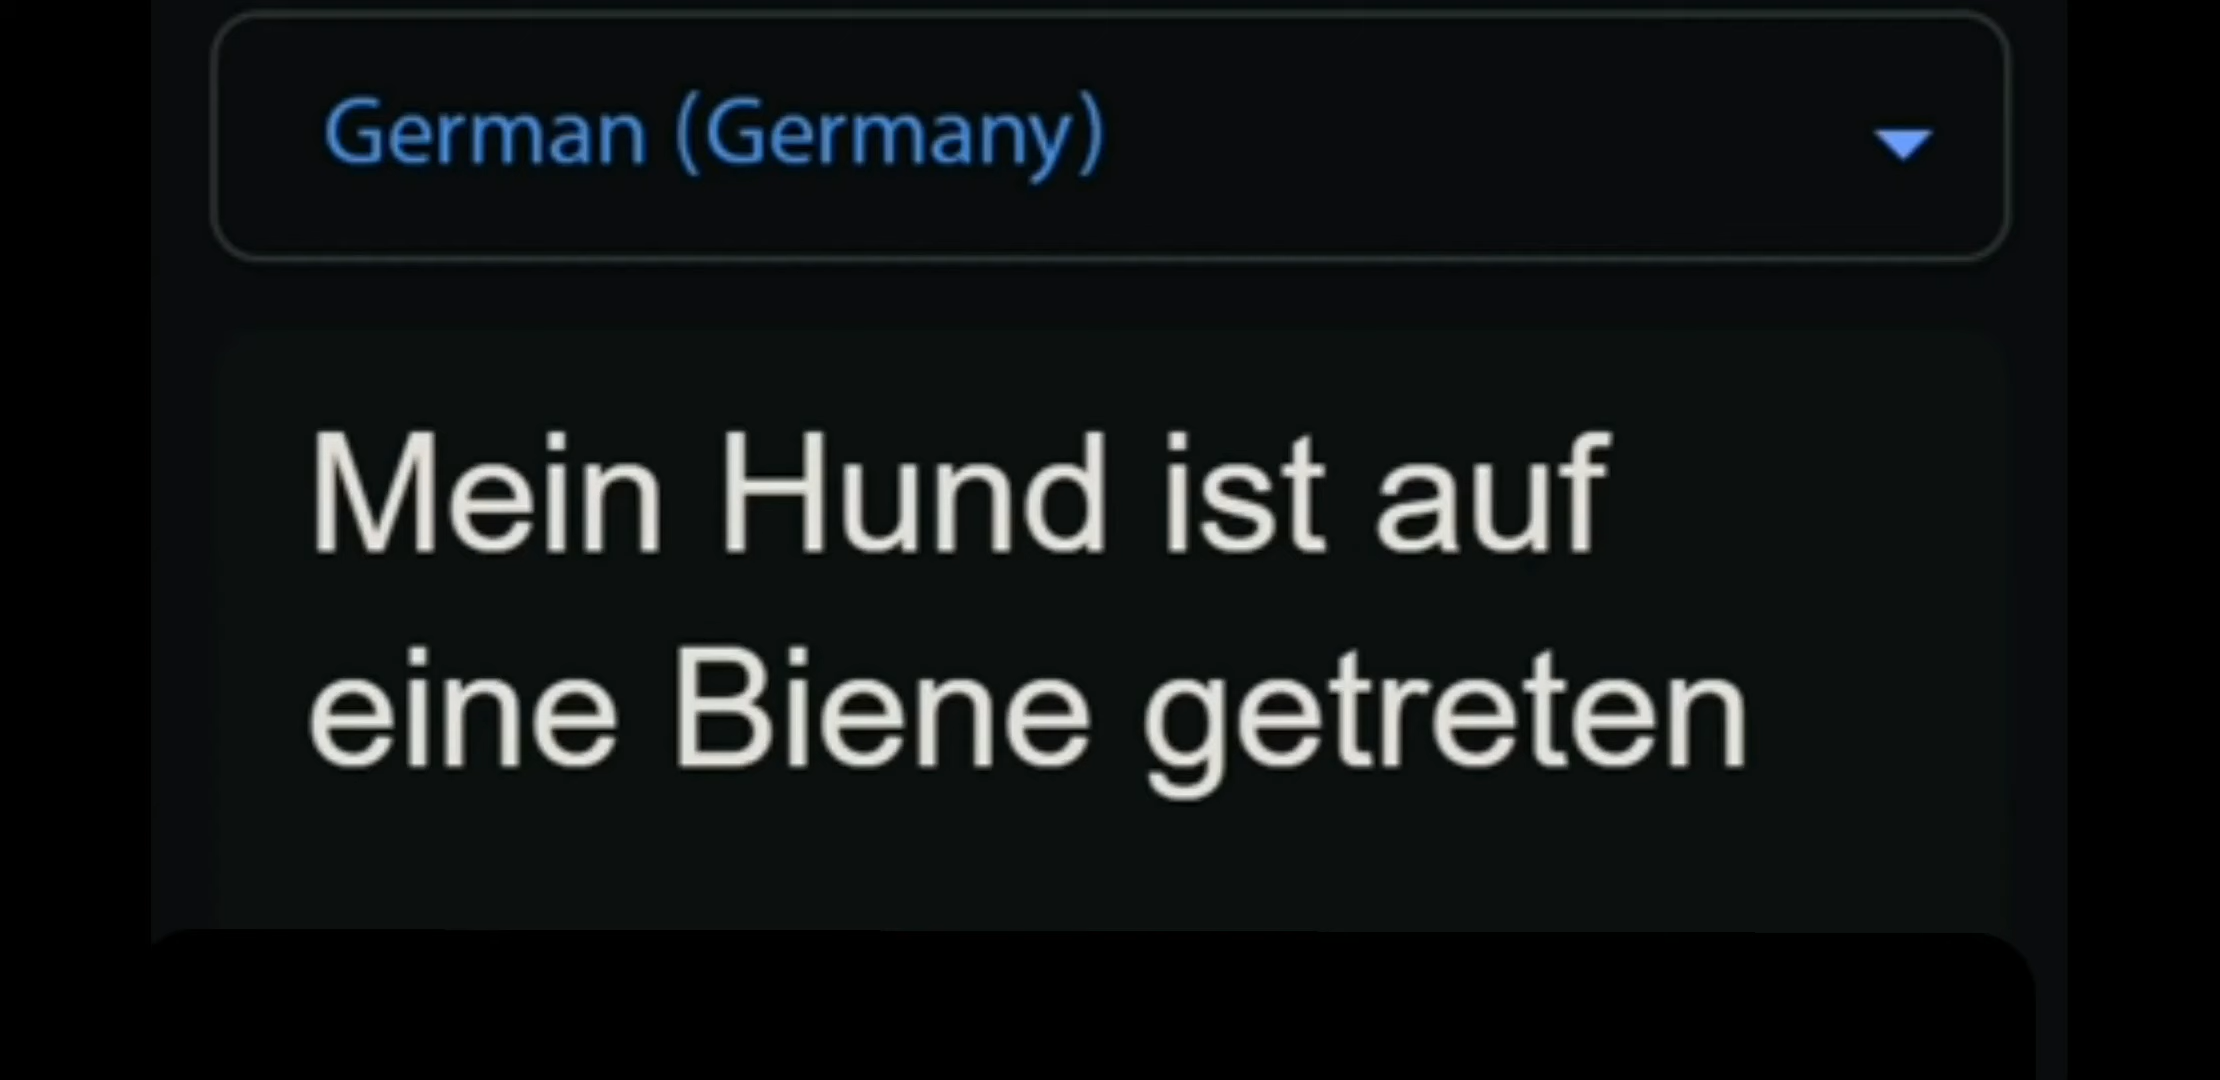 German (Germany)
Mein Hund ist auf
eine Biene getreten